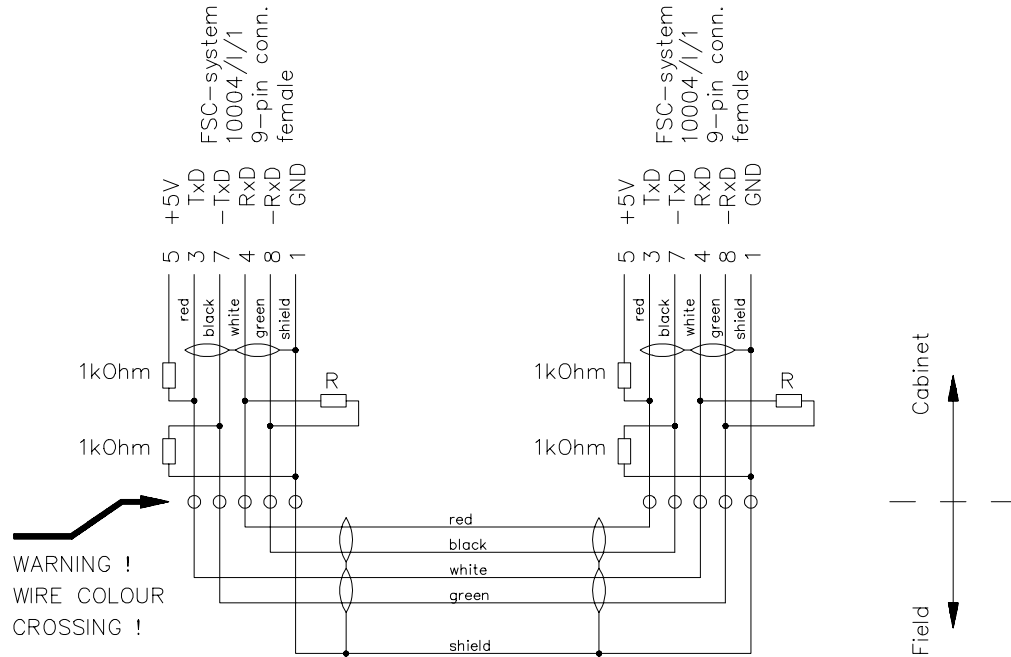 FSC-system
10004/I/1
9-pin conn.
female
+5V
TxD
-TxD
RxD
-RxD
GND
5
3
7
4
8
1
red
black
white
green
shield
1kOhm
R
1kOhm
FSC-system
10004/I/1
9-pin conn.
female
+5V
TxD
-TxD
RxD
-RxD
GND
5
3
7
4
8
1
red
black
white
green
shield
1kOhm
R
1kOhm
Cabinet
Field
WARNING !
WIRE COLOUR
CROSSING !
red
black
white
green
shield